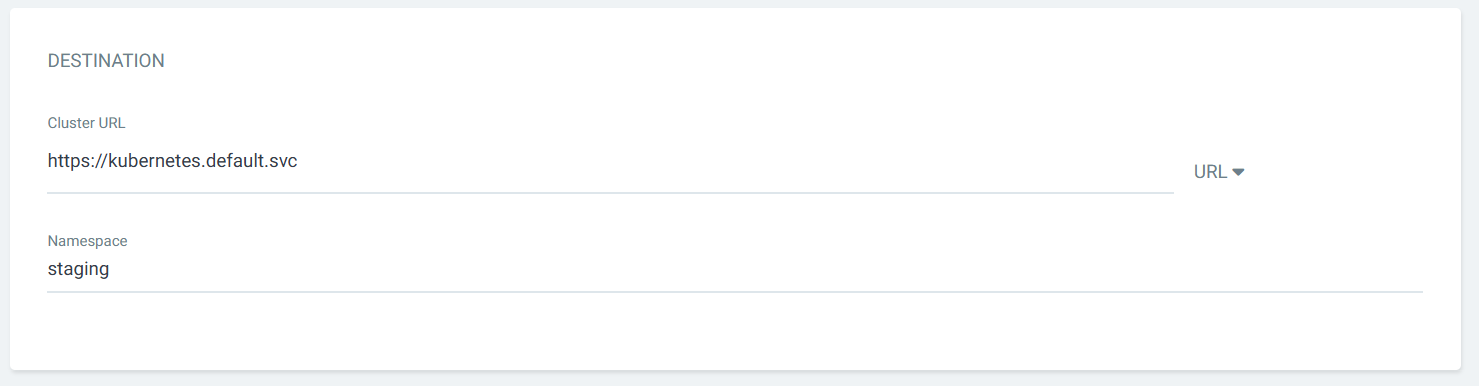 DESTINATION
Cluster URL
https://kubernetes.default.svc
URL
Namespace
staging